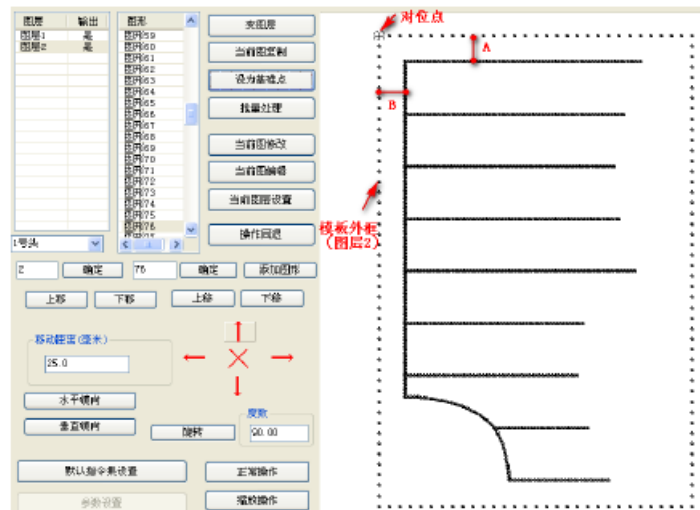 图层 输出
图层1 是
图层2 是
图形
图形59
图形60
图形61
图形62
图形63
图形64
图形65
图形66
图形67
图形68
图形69
图形70
图形71
图形72
图形73
图形74
图形75
图形76
1号头
夹图层
当前图复制
设为基准点
批量处理
当前图修改
当前图编辑
当前图层设置
操作回退
2 确定 76 确定 添加图形
上移 下移 上移 下移
移动距离(毫米)
25.0
水平镜向
垂直镜向
旋转
度数
90.00
默认指令集设置 正常操作
参数设置 缩放操作
对位点
A
B
模板外框
(图层2)